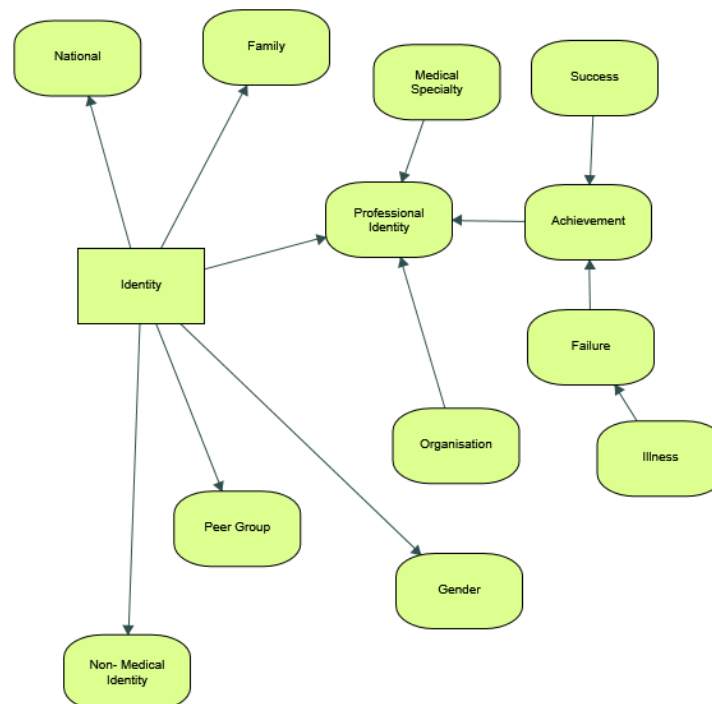 National
Family
Medical
Specialty
Success
Professional
Identity
Achievement
Identity
Failure
Organisation
Illness
Peer Group
Gender
Non- Medical
Identity